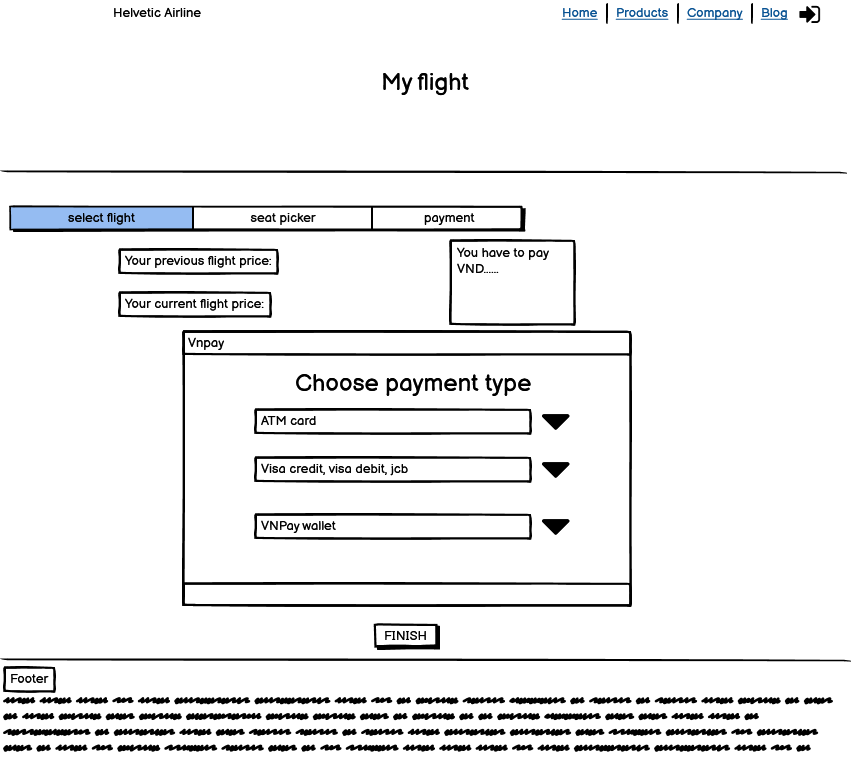 Helvetic Airline
Home
Products
Company
Blog
My flight
select flight
seat picker
payment
Your previous flight price:
You have to pay
VND......
Your current flight price:
Vnpay
Choose payment type
ATM card
Visa credit, visa debit, jcb
VNPay wallet
FINISH
Footer